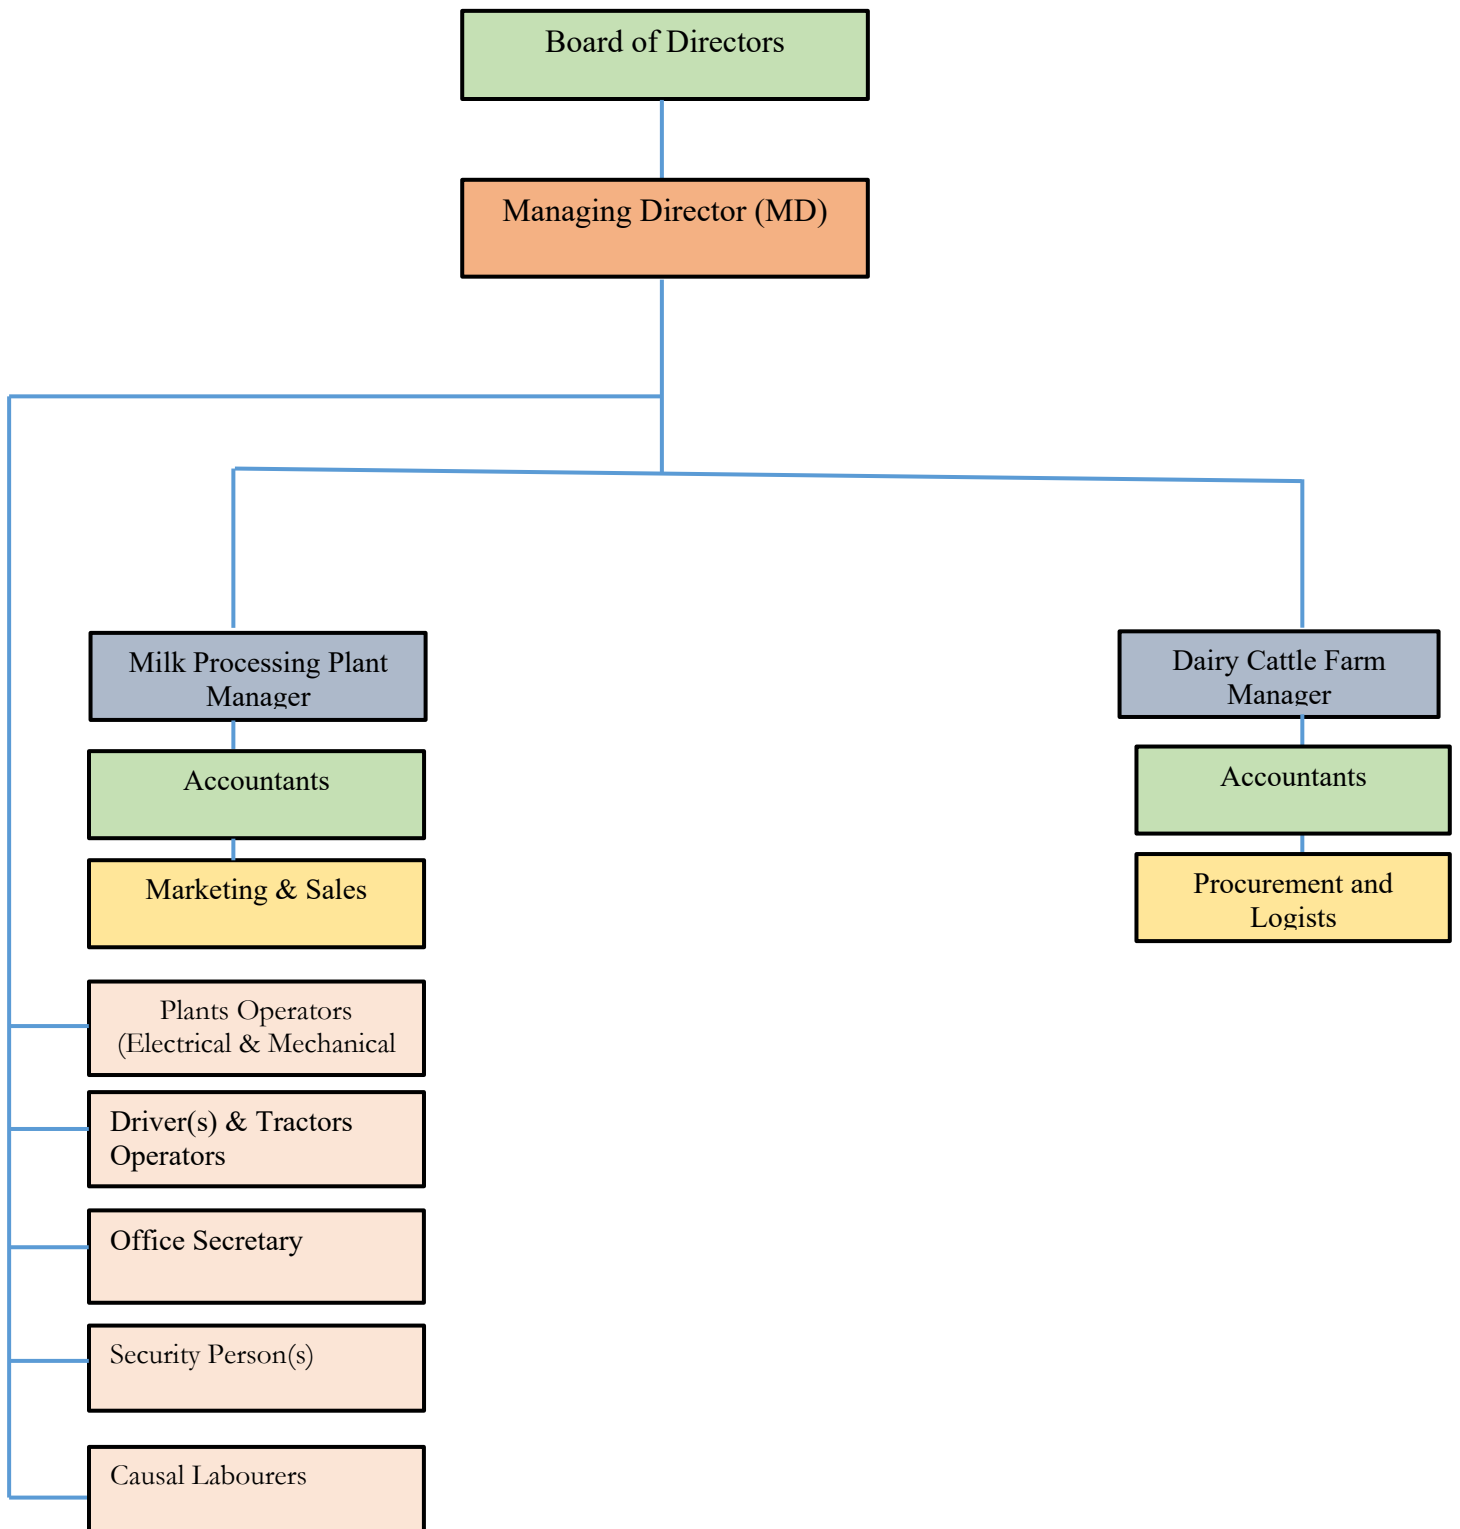 Board of Directors
Managing Director (MD)
Milk Processing Plant
Manager
Dairy Cattle Farm
Manager
Accountants
Accountants
Marketing & Sales
Procurement and
Logists
Plants Operators
(Electrical & Mechanical
Driver(s) & Tractors
Operators
Office Secretary
Security Person(s)
Causal Labourers